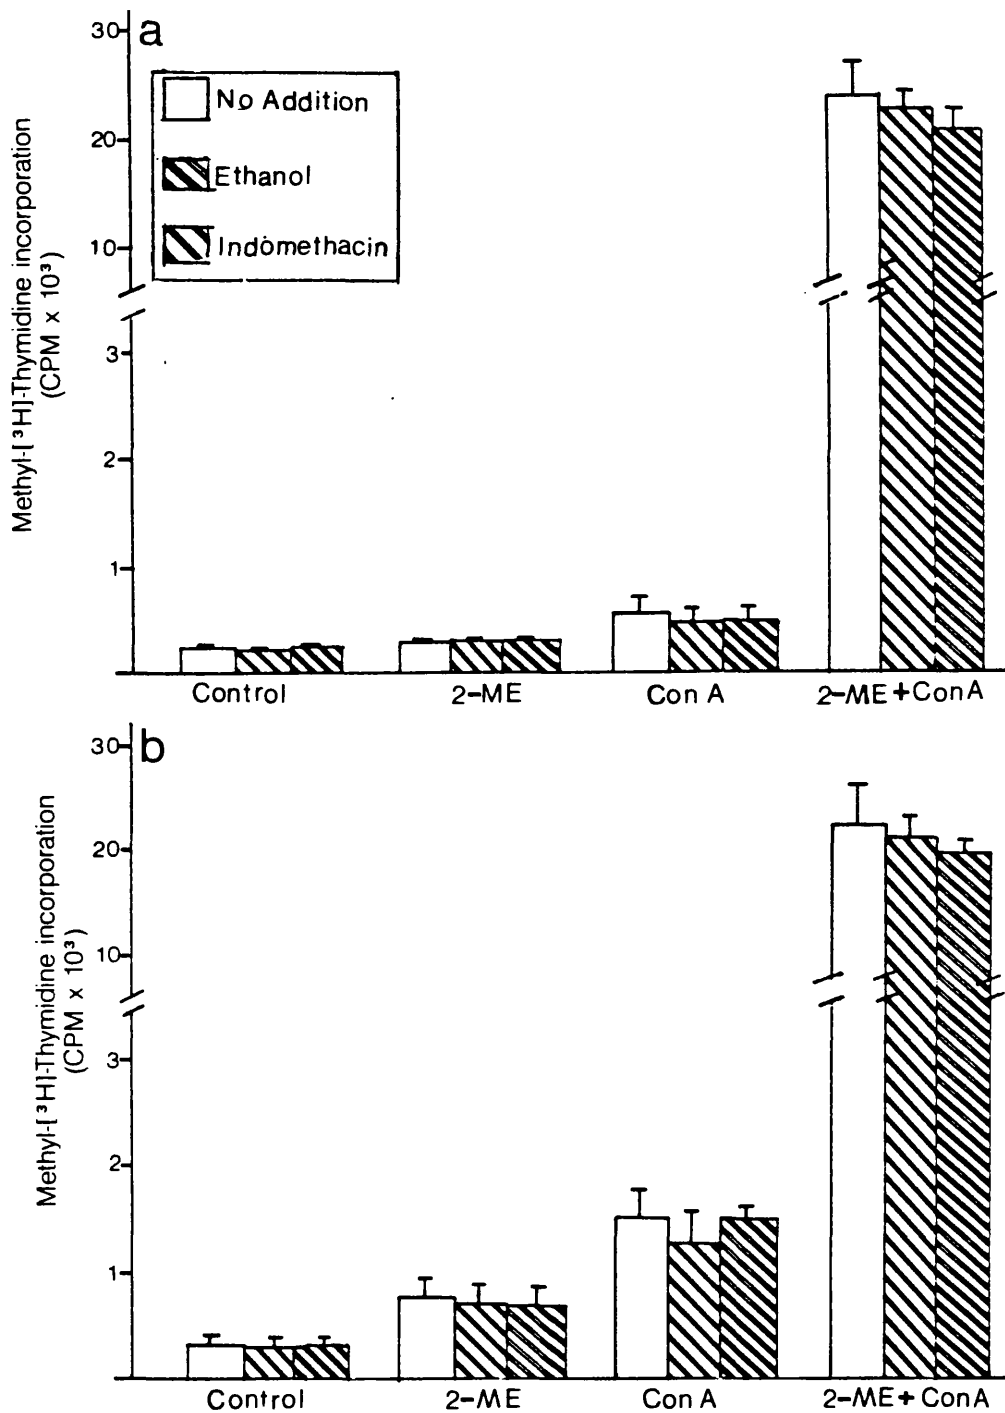 a
30
20
10
3
2
1
Methyl-[³H]-Thymidine incorporation
(CPM x 10³)
No Addition
Ethanol
Indomethacin
Control
2-ME
Con A
2-ME+ConA
b
30
20
10
3
2
1
Methyl-[³H]-Thymidine incorporation
(CPM x 10³)
Control
2-ME
Con A
2-ME+ConA